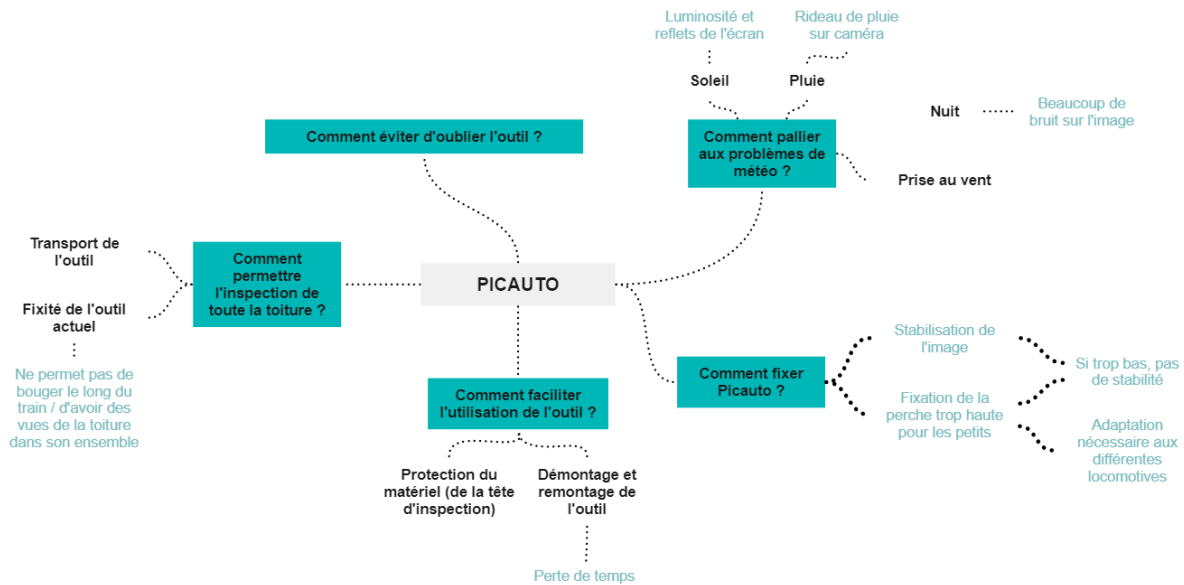 Luminosité et
reflets de l'écran
Rideau de pluie
sur caméra
Soleil
Pluie
Nuit
Beaucoup de
bruit sur l'image
Comment éviter d'oublier l'outil ?
Comment pallier
aux problèmes de
météo ?
Prise au vent
Transport de
l'outil
Comment
permettre
l'inspection de
toute la toiture ?
PICAUTO
Fixité de l'outil
actuel
Ne permet pas de
bouger le long du
train / d'avoir des
vues de la toiture
dans son ensemble
Comment faciliter
l'utilisation de l'outil ?
Protection du
matériel (de la tête
d'inspection)
Démontage et
remontage de
l'outil
Perte de temps
Comment fixer
Picauto ?
Stabilisation de
l'image
Fixation de la
perche trop haute
pour les petits
Si trop bas, pas
de stabilité
Adaptation
nécessaire aux
différentes
locomotives